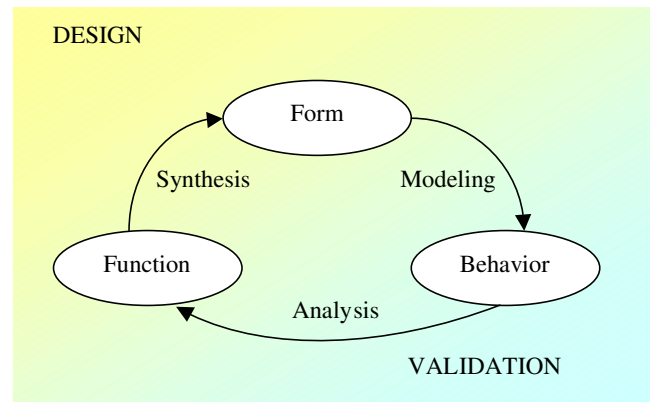 DESIGN
Form
Synthesis
Modeling
Function
Behavior
Analysis
VALIDATION